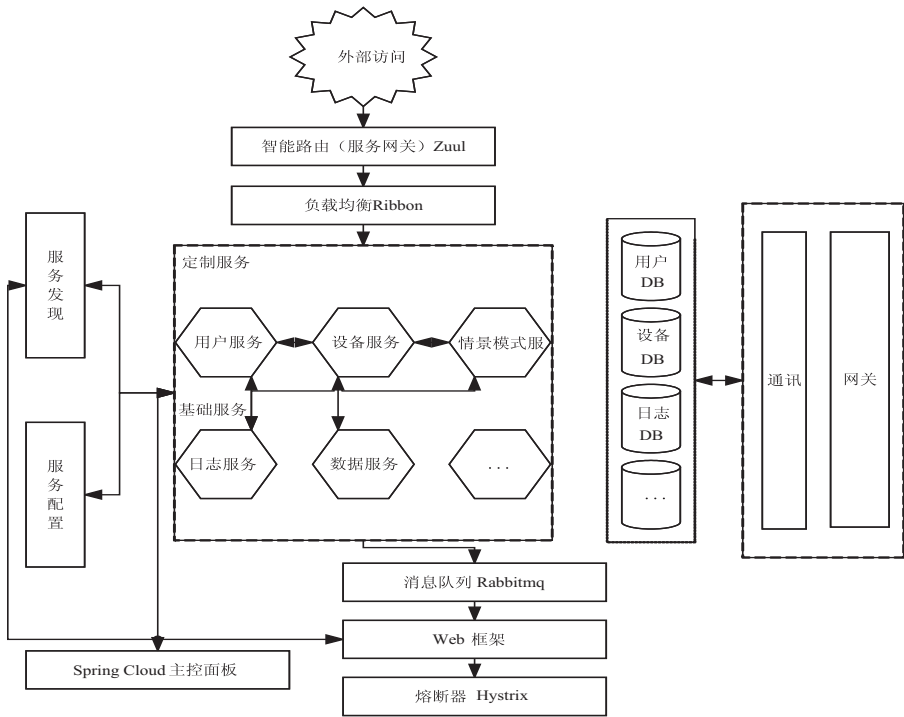 外部访问
智能路由（服务网关）Zuul
负载均衡Ribbon
服务发现
服务配置
定制服务
用户服务
设备服务
情景模式服
基础服务
日志服务
数据服务
...
用户
DB
设备
DB
日志
DB
...
通讯
网关
消息队列 Rabbitmq
Web 框架
Spring Cloud 主控面板
熔断器 Hystrix